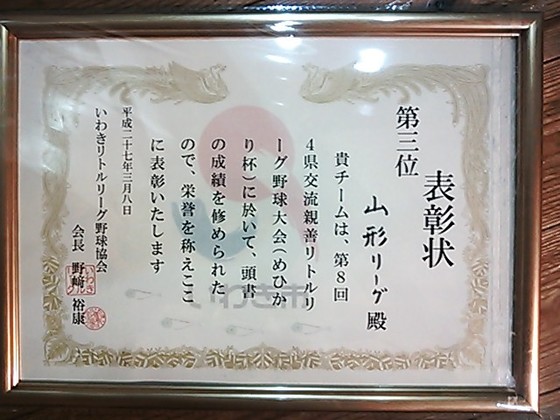 表彰状
第三位
山形リーグ殿
貴チームは、第8回
4県交流親善リトルリ
ーグ野球大会(めひか
り杯)に於いて、頭書
の成績を修められた
ので、栄誉を称えここ
に表彰いたします
平成二十七年三月八日
いわきリトルリーグ野球協会
会長 野崎 裕康
いわき市